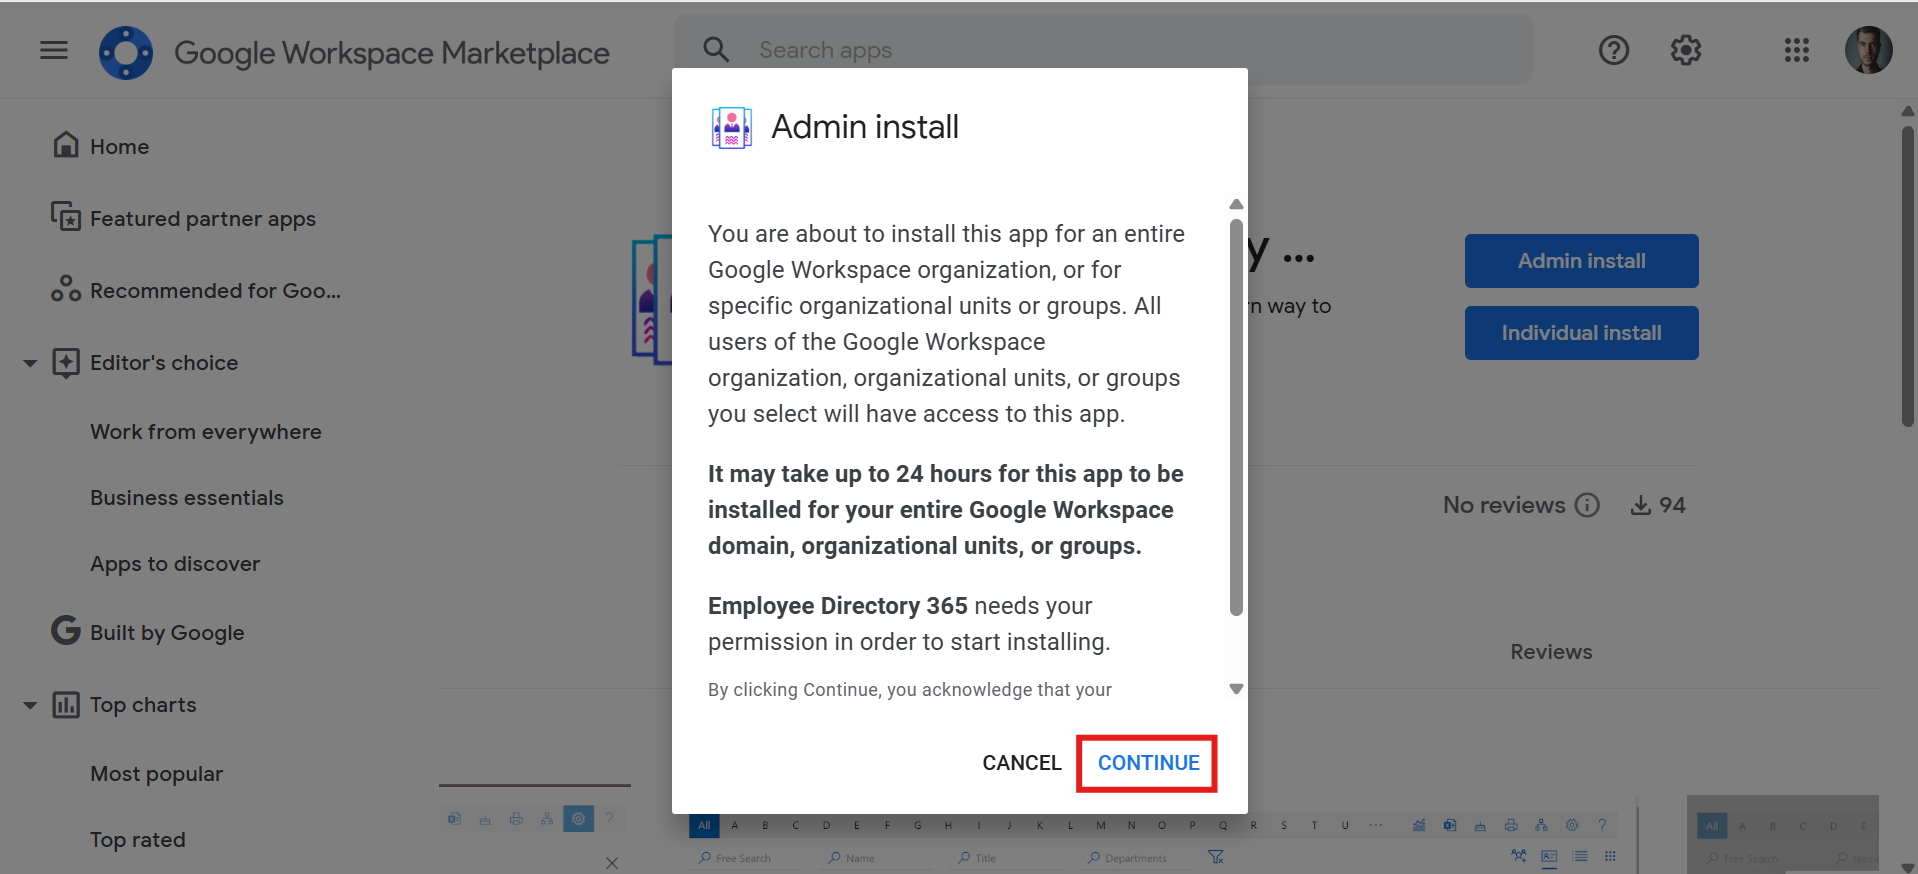 Google Workspace Marketplace
Search apps
Home
Featured partner apps
Recommended for Goo...
Editor's choice
Work from everywhere
Business essentials
Apps to discover
Built by Google
Top charts
Most popular
Top rated
Admin install
You are about to install this app for an entire
Google Workspace organization, or for
specific organizational units or groups. All
users of the Google Workspace
organization, organizational units, or groups
you select will have access to this app.
It may take up to 24 hours for this app to be
installed for your entire Google Workspace
domain, organizational units, or groups.
Employee Directory 365 needs your
permission in order to start installing.
By clicking Continue, you acknowledge that your
CANCEL CONTINUE
y ...
n way to
Admin install
Individual install
No reviews 94
Reviews
All A B C D E F G H I J K L M N O P Q R S T U ...
Free Search Name Title Departments
All A B C D E
Free Search Name